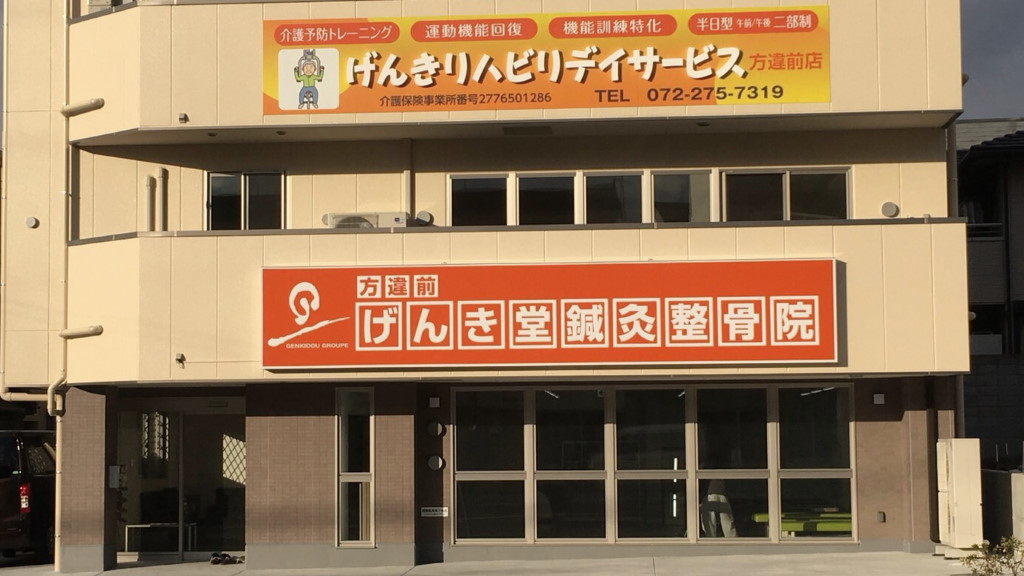 介護予防トレーニング 運動機能回復 機能訓練特化 半日型 午前/午後 二部制
げんきリハビリデイサービス 方違前店
介護保険事業所番号2776501286 TEL 072-275-7319
方違前
げんき堂鍼灸整骨院
GENKIDOU GROUPE